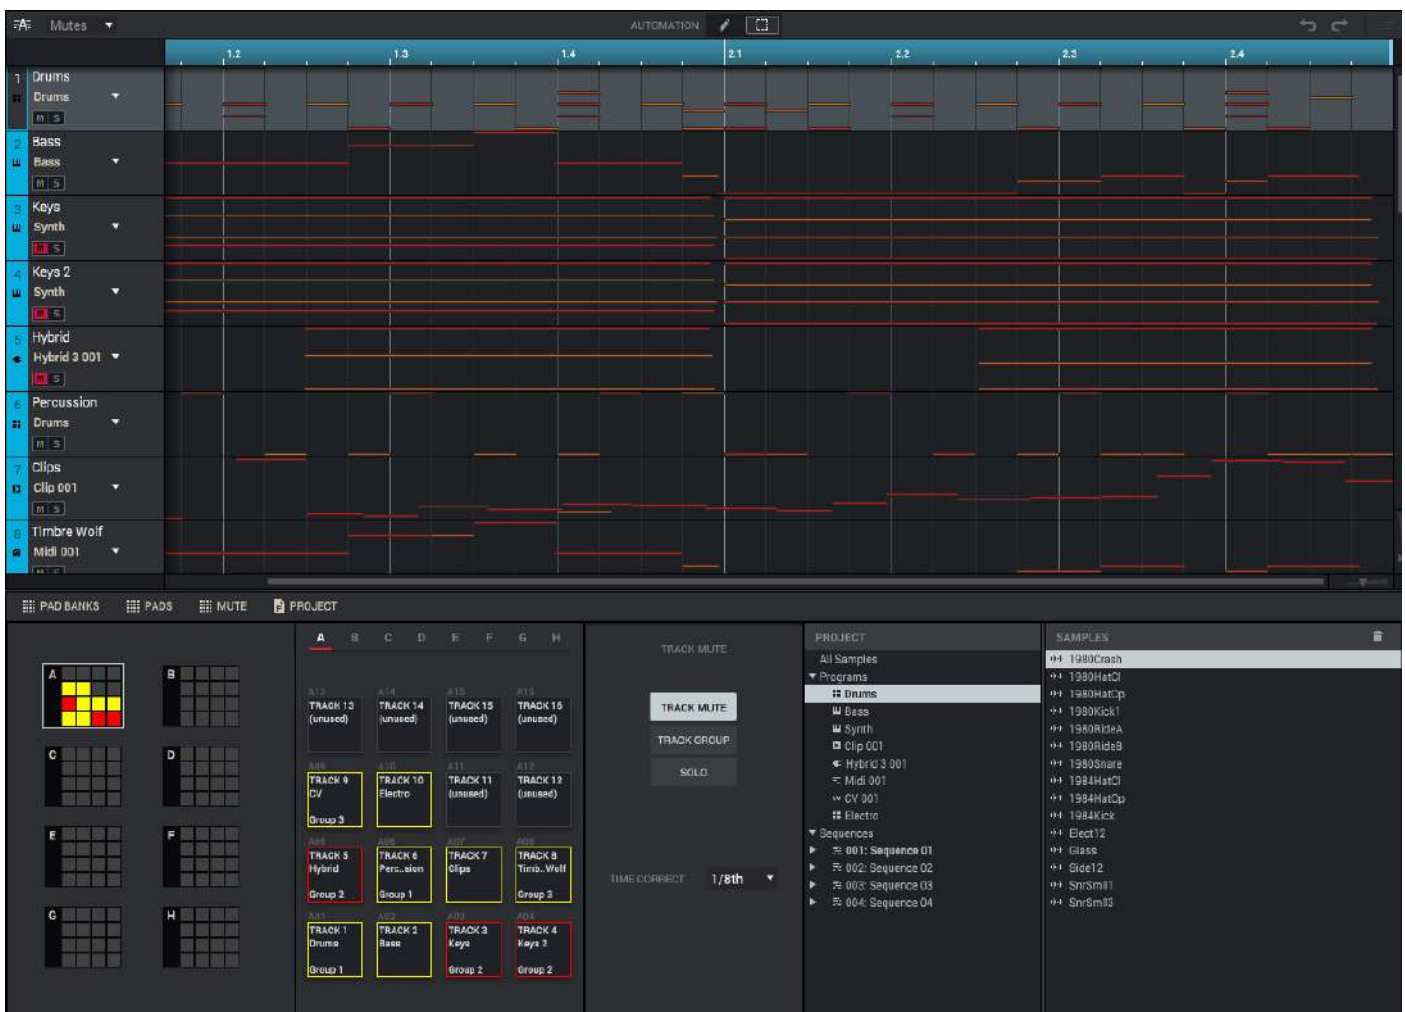 Mutes
AUTOMATION
1.2 1.3 1.4 2.1 2.2 2.3 2.4
1 Drums
Drums
M S
2 Bass
Bass
M S
3 Keys
Synth
M S
4 Keys 2
Synth
M S
5 Hybrid
Hybrid 3 001
M S
6 Percussion
Drums
M S
7 Clips
Clip 001
M S
8 Timbre Wolf
Midi 001
M S
PAD BANKS PADS MUTE PROJECT
A B
C D
E F
G H
A B C D E F G H
A13 A14 A15 A16
TRACK 13 TRACK 14 TRACK 15 TRACK 16
(unused) (unused) (unused) (unused)
A09 A10 A11 A12
TRACK 9 TRACK 10 TRACK 11 TRACK 12
CV Electro (unused) (unused)
Group 3
A05 A06 A07 A08
TRACK 5 TRACK 6 TRACK 7 TRACK 8
Hybrid Perc..sion Clips Timb..Wolf
Group 2 Group 1 Group 3
A01 A02 A03 A04
TRACK 1 TRACK 2 TRACK 3 TRACK 4
Drums Bass Keys Keys 2
Group 1 Group 2 Group 2
TRACK MUTE
TRACK MUTE
TRACK GROUP
SOLO
TIME CORRECT 1/8th
PROJECT
All Samples
Programs
Drums
Bass
Synth
Clip 001
Hybrid 3 001
Midi 001
CV 001
Electro
Sequences
001: Sequence 01
002: Sequence 02
003: Sequence 03
004: Sequence 04
SAMPLES
1980Crash
1980HatCl
1980HatOp
1980Kick1
1980RideA
1980RideB
1980Snare
1984HatCl
1984HatOp
1984Kick
Elect12
Glass
Side12
SnrSmll1
SnrSmll3